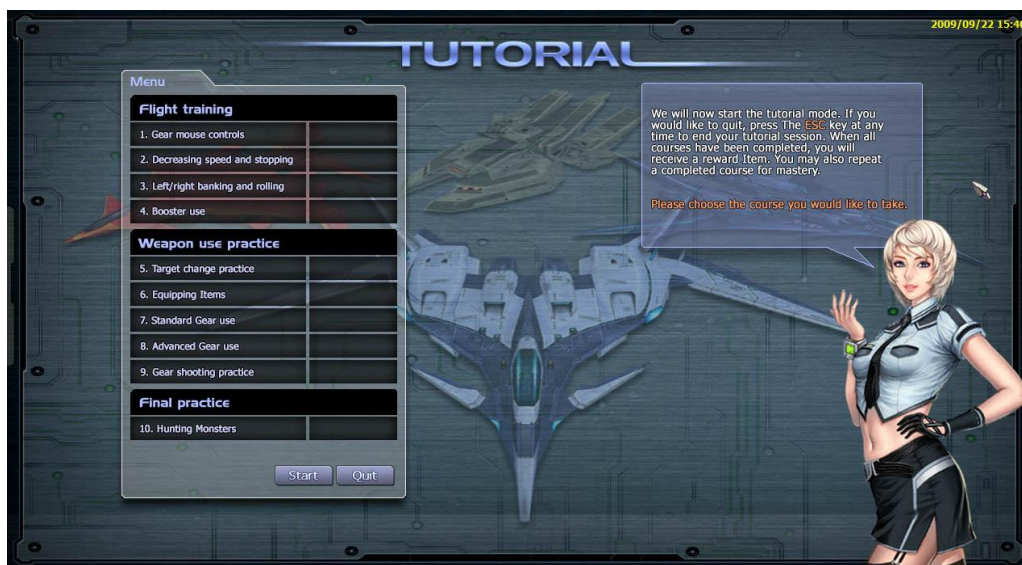 2009/09/22 15:40
TUTORIAL
Menu
Flight training
1. Gear mouse controls
2. Decreasing speed and stopping
3. Left/right banking and rolling
4. Booster use
Weapon use practice
5. Target change practice
6. Equipping Items
7. Standard Gear use
8. Advanced Gear use
9. Gear shooting practice
Final practice
10. Hunting Monsters
Start
Quit
We will now start the tutorial mode. If you
would like to quit, press The ESC key at any
time to end your tutorial session. When all
courses have been completed, you will
receive a reward Item. You may also repeat
a completed course for mastery.
Please choose the course you would like to take.